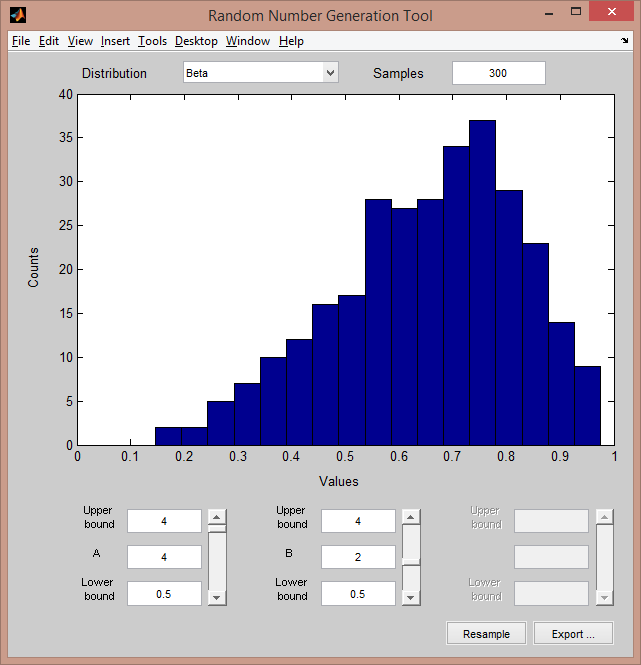 Random Number Generation Tool
File Edit View Insert Tools Desktop Window Help
Distribution Beta Samples 300
40
35
30
25
20
15
10
5
0
Counts
0 0.1 0.2 0.3 0.4 0.5 0.6 0.7 0.8 0.9 1
Values
Upper bound 4 Upper bound 4 Upper bound
A 4 B 2
Lower bound 0.5 Lower bound 0.5 Lower bound
Resample Export ...